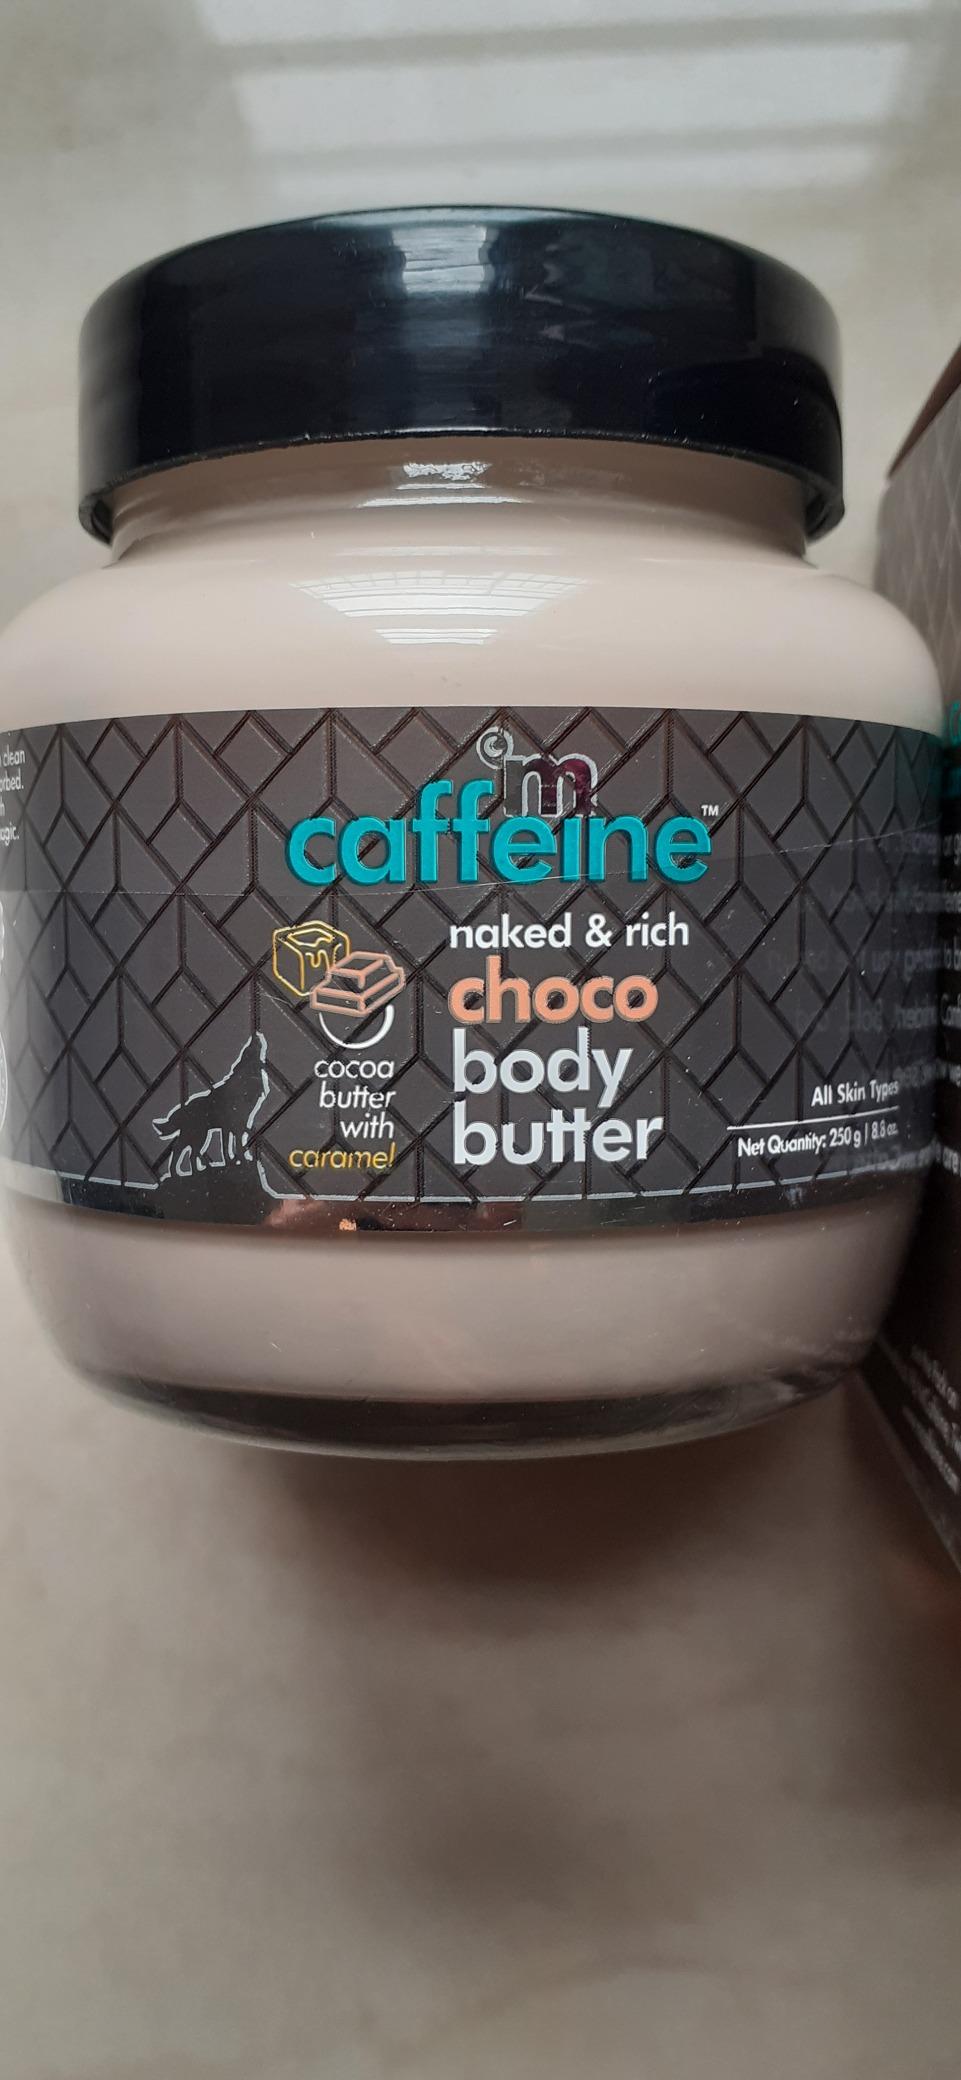 clean
m
caffeine™
naked & rich
choco
body
butter
cocoa
butter
with
caramel
All Skin Types
Net Quantity: 250 g | 8.8 oz.